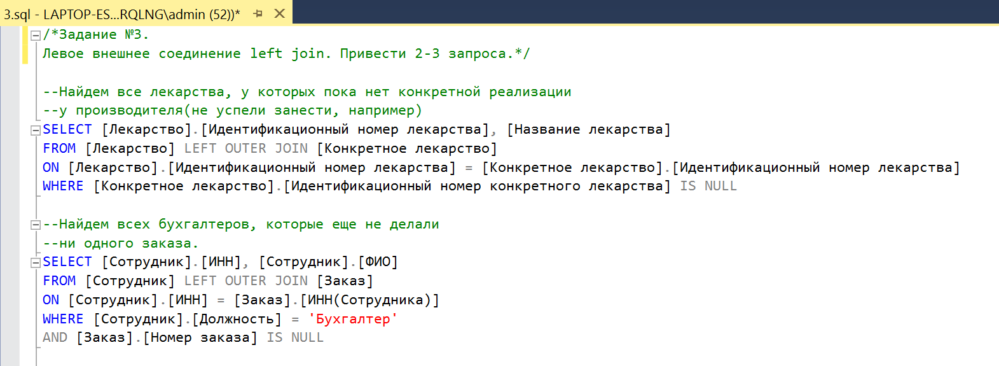 3.sql - LAPTOP-ES...RQLNG\admin (52))*
/*Задание №3.
Левое внешнее соединение left join. Привести 2-3 запроса.*/
--Найдем все лекарства, у которых пока нет конкретной реализации
--у производителя(не успели занести, например)
SELECT [Лекарство].[Идентификационный номер лекарства], [Название лекарства]
FROM [Лекарство] LEFT OUTER JOIN [Конкретное лекарство]
ON [Лекарство].[Идентификационный номер лекарства] = [Конкретное лекарство].[Идентификационный номер лекарства]
WHERE [Конкретное лекарство].[Идентификационный номер конкретного лекарства] IS NULL
--Найдем всех бухгалтеров, которые еще не делали
--ни одного заказа.
SELECT [Сотрудник].[ИНН], [Сотрудник].[ФИО]
FROM [Сотрудник] LEFT OUTER JOIN [Заказ]
ON [Сотрудник].[ИНН] = [Заказ].[ИНН(Сотрудника)]
WHERE [Сотрудник].[Должность] = 'Бухгалтер'
AND [Заказ].[Номер заказа] IS NULL